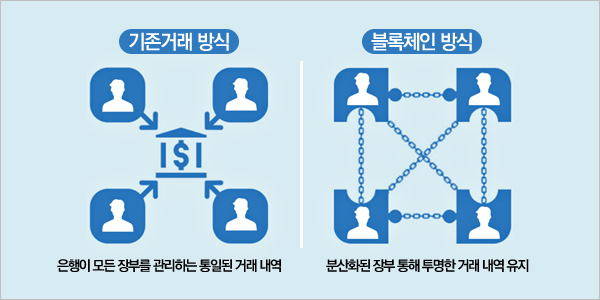 기존거래 방식
블록체인 방식
$
은행이 모든 장부를 관리하는 통일된 거래 내역
분산화된 장부 통해 투명한 거래 내역 유지